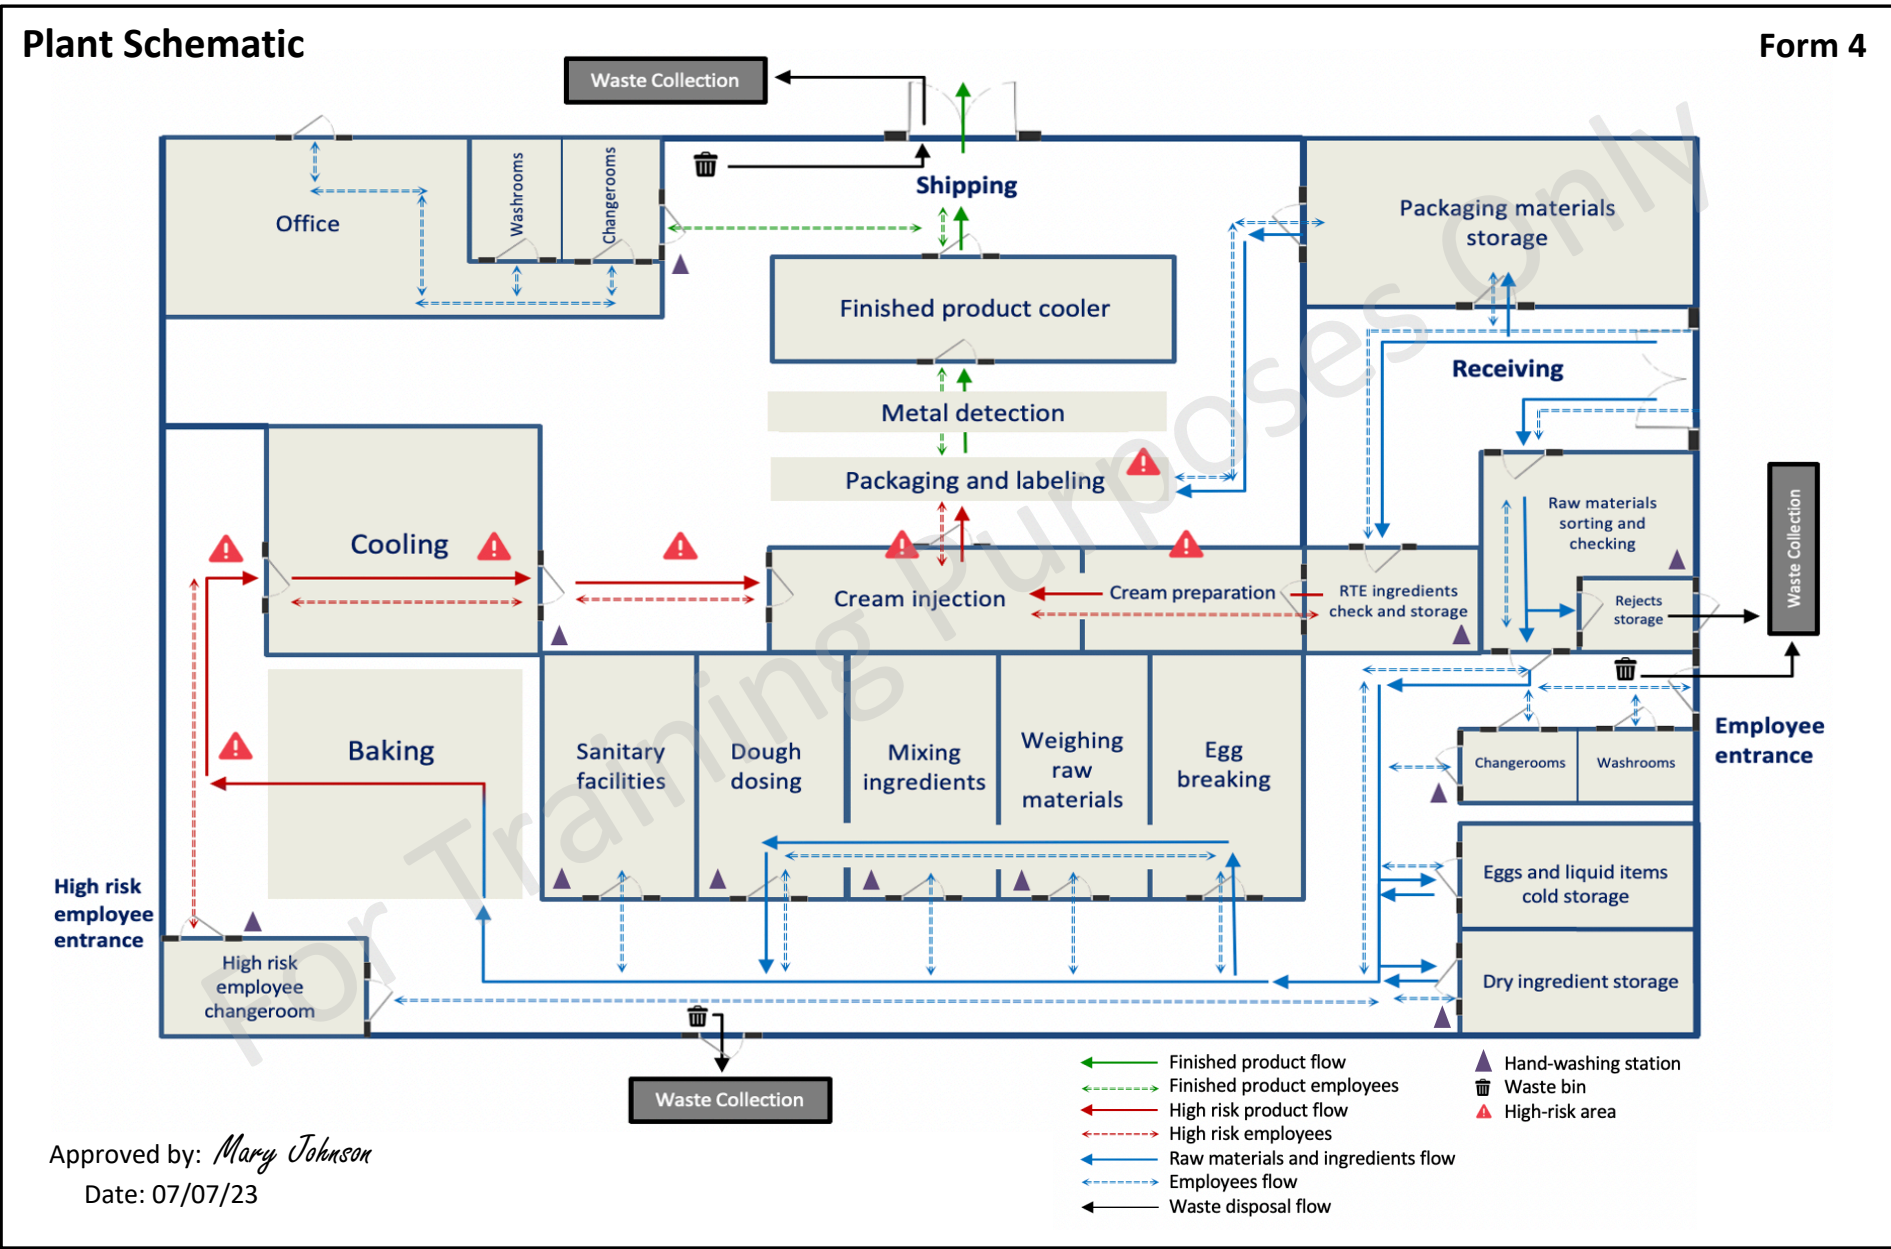 Plant Schematic
Form 4
Waste Collection
Washrooms
Changerooms
Office
Shipping
Packaging materials
storage
Finished product cooler
Receiving
Metal detection
Packaging and labeling
Raw materials
sorting and
checking
Waste Collection
Cooling
Cream injection
Cream preparation
RTE ingredients
check and storage
Rejects
storage
Baking
Sanitary
facilities
Dough
dosing
Mixing
ingredients
Weighing
raw
materials
Egg
breaking
Changerooms
Washrooms
Employee
entrance
High risk
employee
entrance
Eggs and liquid items
cold storage
High risk
employee
changeroom
Dry ingredient storage
Waste Collection
For Training Purposes Only
Finished product flow
Finished product employees
High risk product flow
High risk employees
Raw materials and ingredients flow
Employees flow
Waste disposal flow
Hand-washing station
Waste bin
High-risk area
Approved by: Mary Johnson
Date: 07/07/23